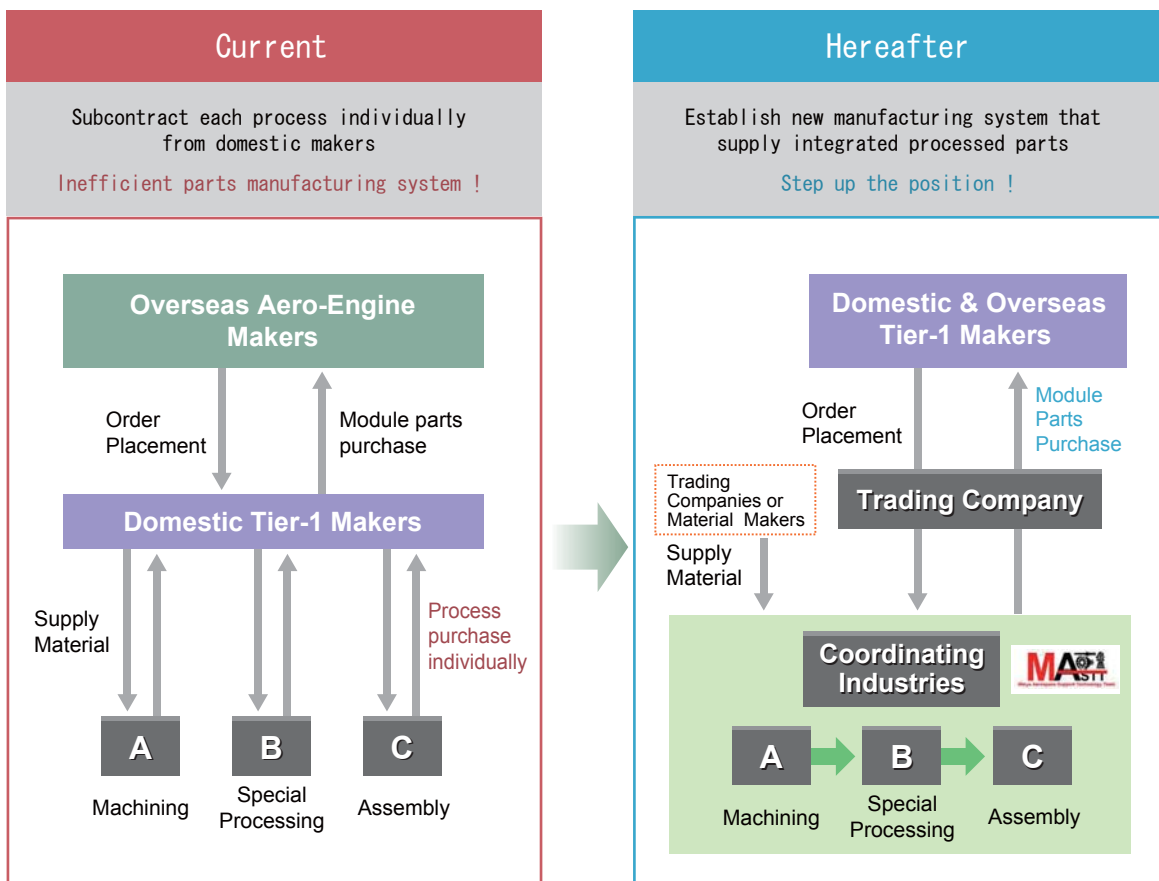 Current
Subcontract each process individually
from domestic makers
Inefficient parts manufacturing system !
Overseas Aero-Engine
Makers
Order
Placement
Module parts
purchase
Domestic Tier-1 Makers
Supply
Material
Process
purchase
individually
A
B
C
Machining
Special
Processing
Assembly
Hereafter
Establish new manufacturing system that
supply integrated processed parts
Step up the position !
Domestic & Overseas
Tier-1 Makers
Order
Placement
Module
Parts
Purchase
Trading
Companies or
Material Makers
Trading Company
Supply
Material
Coordinating
Industries
MA
STT
A
B
C
Machining
Special
Processing
Assembly